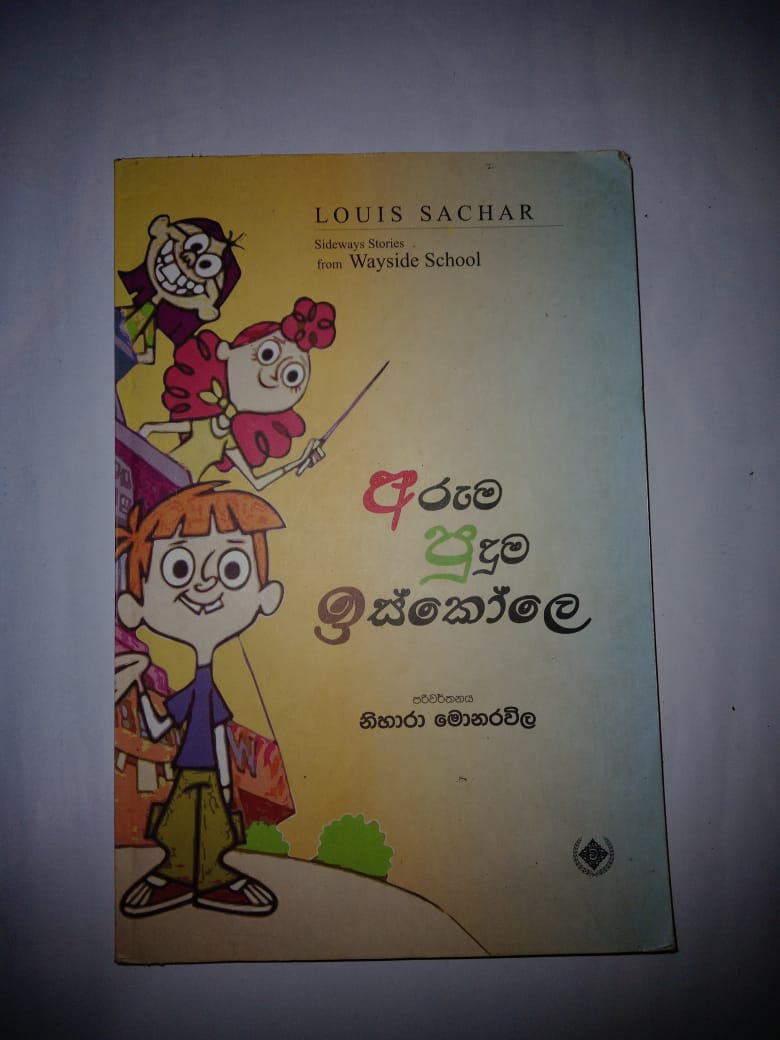 LOUIS SACHAR
Sideways Stories
from Wayside School
අරුම
පුදුම
ඉස්කෝලෙ
පරිවර්තනය
නිහාරා මොනරවිල